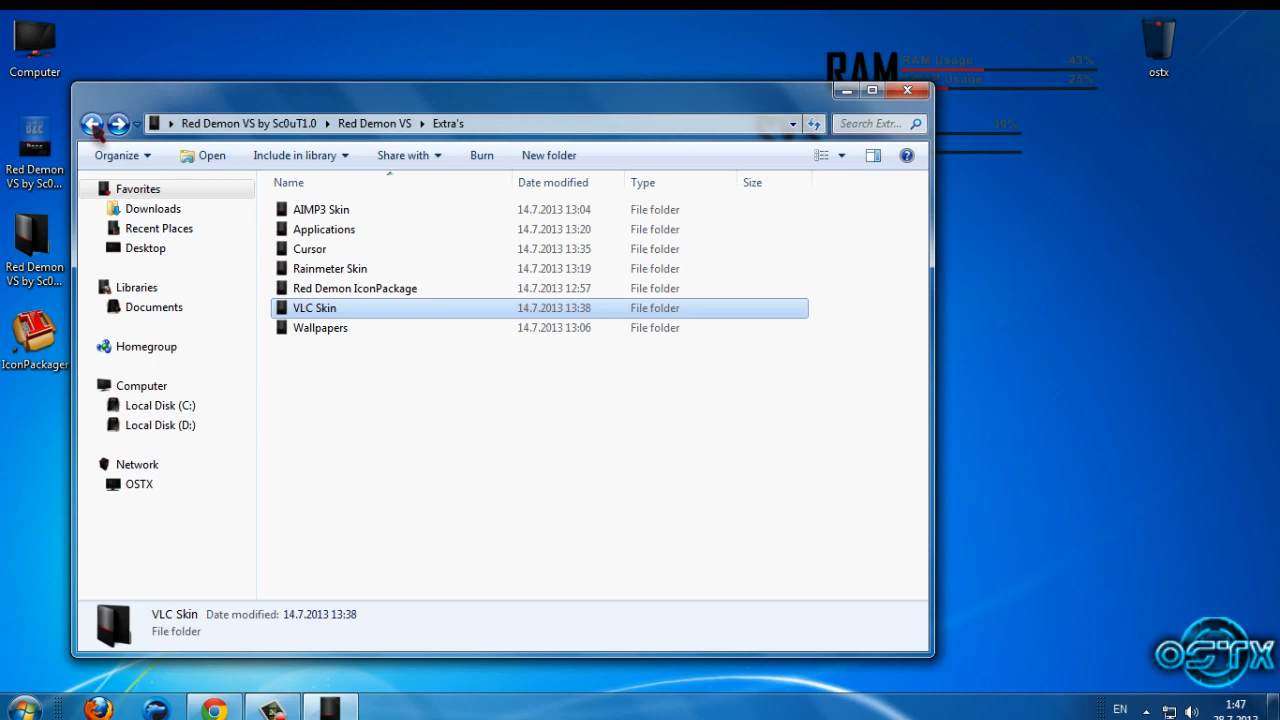 Computer
Red Demon VS by Sc0...
Red Demon VS by Sc0...
IconPackager
RAM
RAM Usage 43%
Usage 25%
19%
ostx
Red Demon VS by Sc0uT1.0 Red Demon VS Extra's
Search Extr...
Organize Open Include in library Share with Burn New folder
Name Date modified Type Size
Favorites
Downloads
Recent Places
Desktop
Libraries
Documents
Homegroup
Computer
Local Disk (C:)
Local Disk (D:)
Network
OSTX
AIMP3 Skin 14.7.2013 13:04 File folder
Applications 14.7.2013 13:20 File folder
Cursor 14.7.2013 13:35 File folder
Rainmeter Skin 14.7.2013 13:19 File folder
Red Demon IconPackage 14.7.2013 12:57 File folder
VLC Skin 14.7.2013 13:38 File folder
Wallpapers 14.7.2013 13:06 File folder
VLC Skin Date modified: 14.7.2013 13:38
File folder
OSTX
EN
1:47
28.7.2013